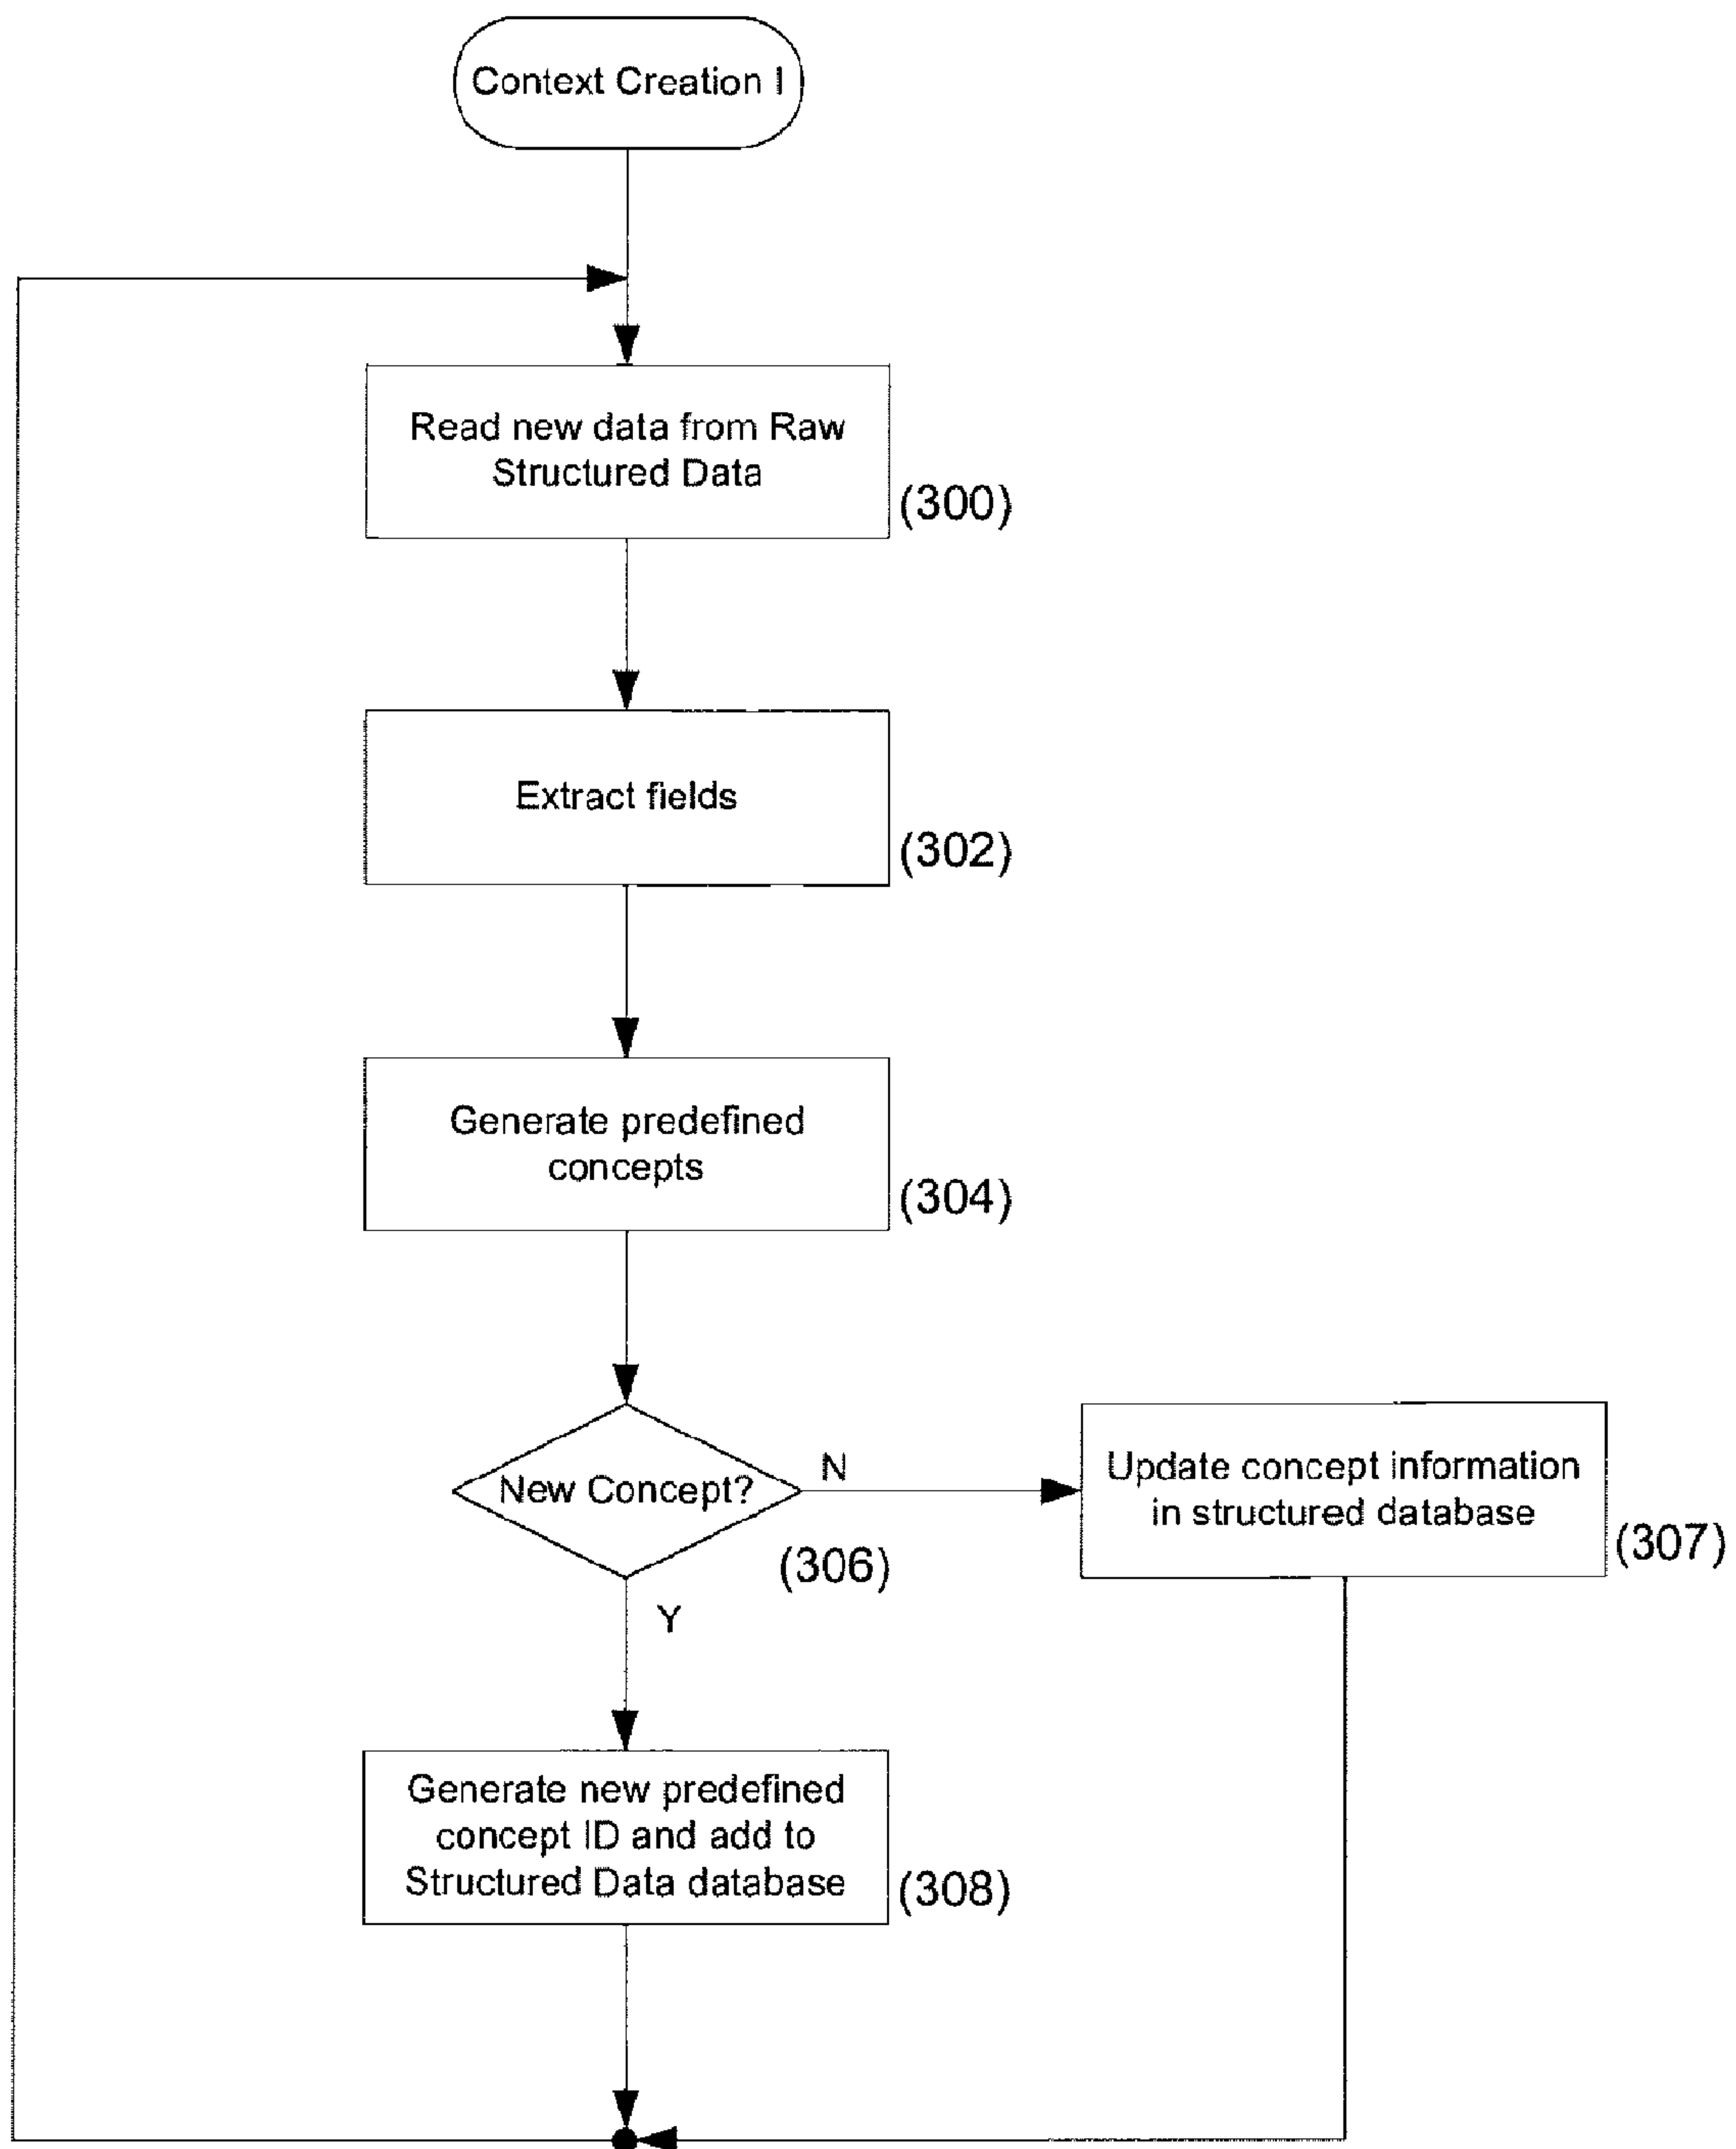 Context Creation I
Read new data from Raw
Structured Data
(300)
Extract fields
(302)
Generate predefined
concepts
(304)
New Concept?
(306)
N
Update concept information
in structured database
(307)
Y
Generate new predefined
concept ID and add to
Structured Data database
(308)